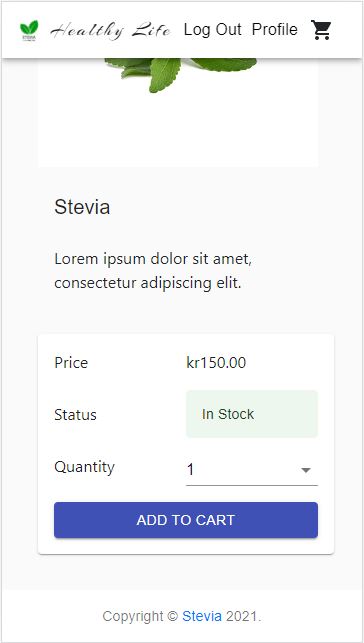 Healthy Life Log Out Profile
Stevia
Lorem ipsum dolor sit amet,
consectetur adipiscing elit.
Price kr150.00
Status In Stock
Quantity 1
ADD TO CART
Copyright © Stevia 2021.